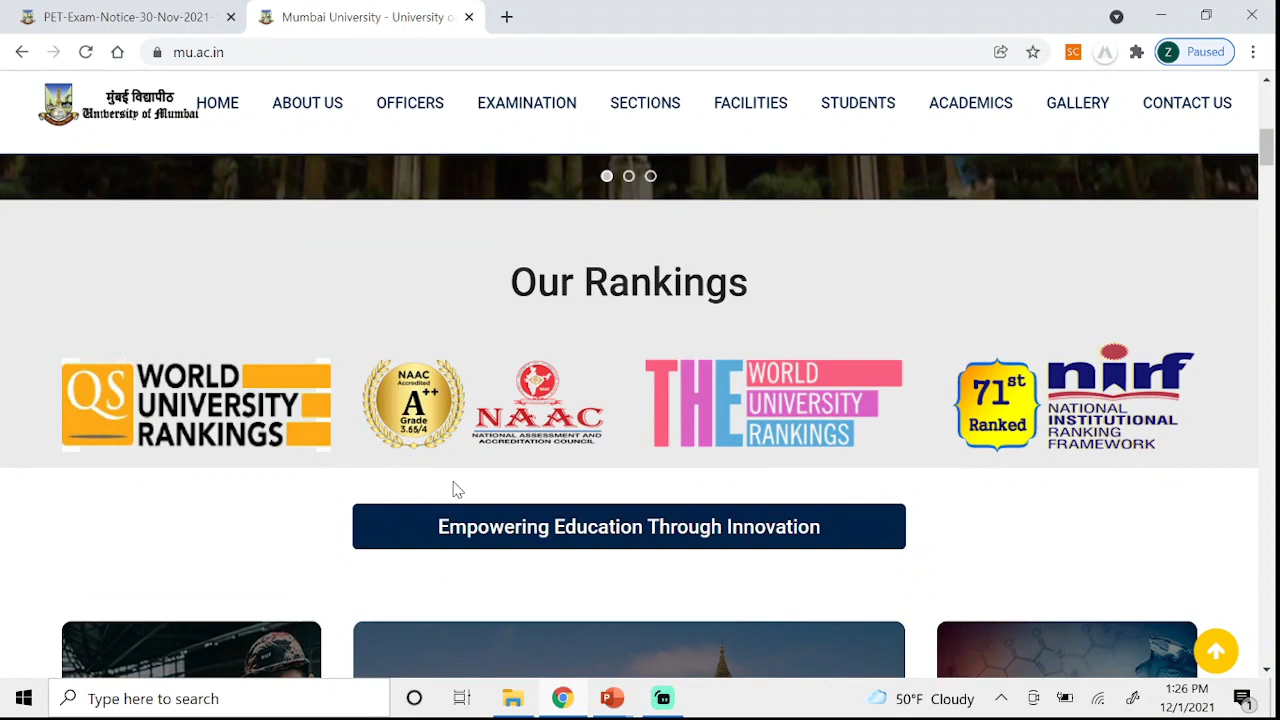 PET-Exam-Notice-30-Nov-2021-
Mumbai University - University o
mu.ac.in
SC
Z
Paused
मुंबई विद्यापीठ
University of Mumbai
HOME
ABOUT US
OFFICERS
EXAMINATION
SECTIONS
FACILITIES
STUDENTS
ACADEMICS
GALLERY
CONTACT US
Our Rankings
QS
WORLD
UNIVERSITY
RANKINGS
NAAC
Accredited
A++
Grade
3.65/4
NAAC
NATIONAL ASSESSMENT AND
ACCREDITATION COUNCIL
THE
WORLD
UNIVERSITY
RANKINGS
71st
Ranked
nirf
NATIONAL
INSTITUTIONAL
RANKING
FRAMEWORK
Empowering Education Through Innovation
Type here to search
50°F Cloudy
1:26 PM
12/1/2021
1